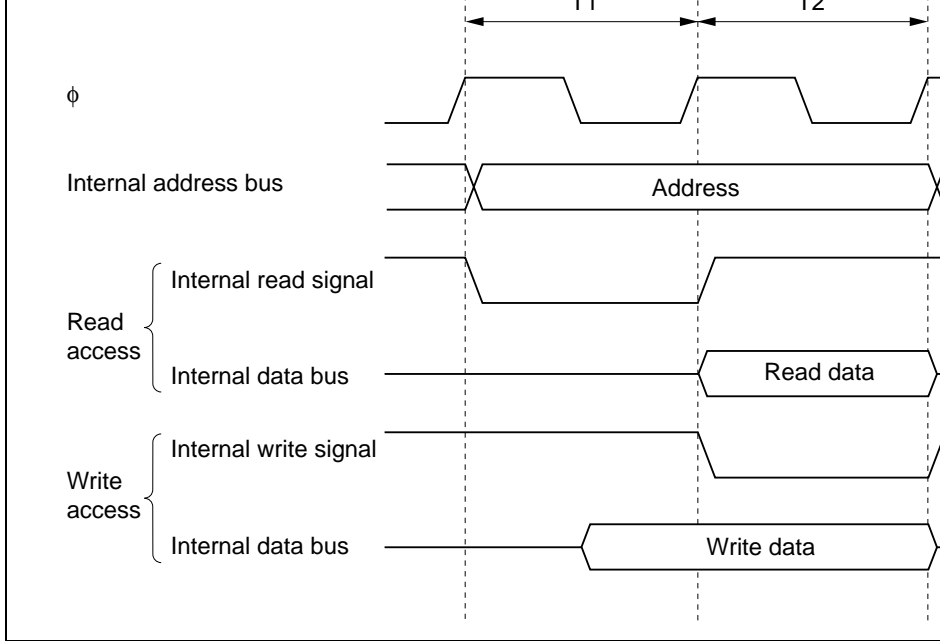 T1 T2
φ
Internal address bus
Address
Internal read signal
Read
access
Internal data bus
Read data
Internal write signal
Write
access
Internal data bus
Write data